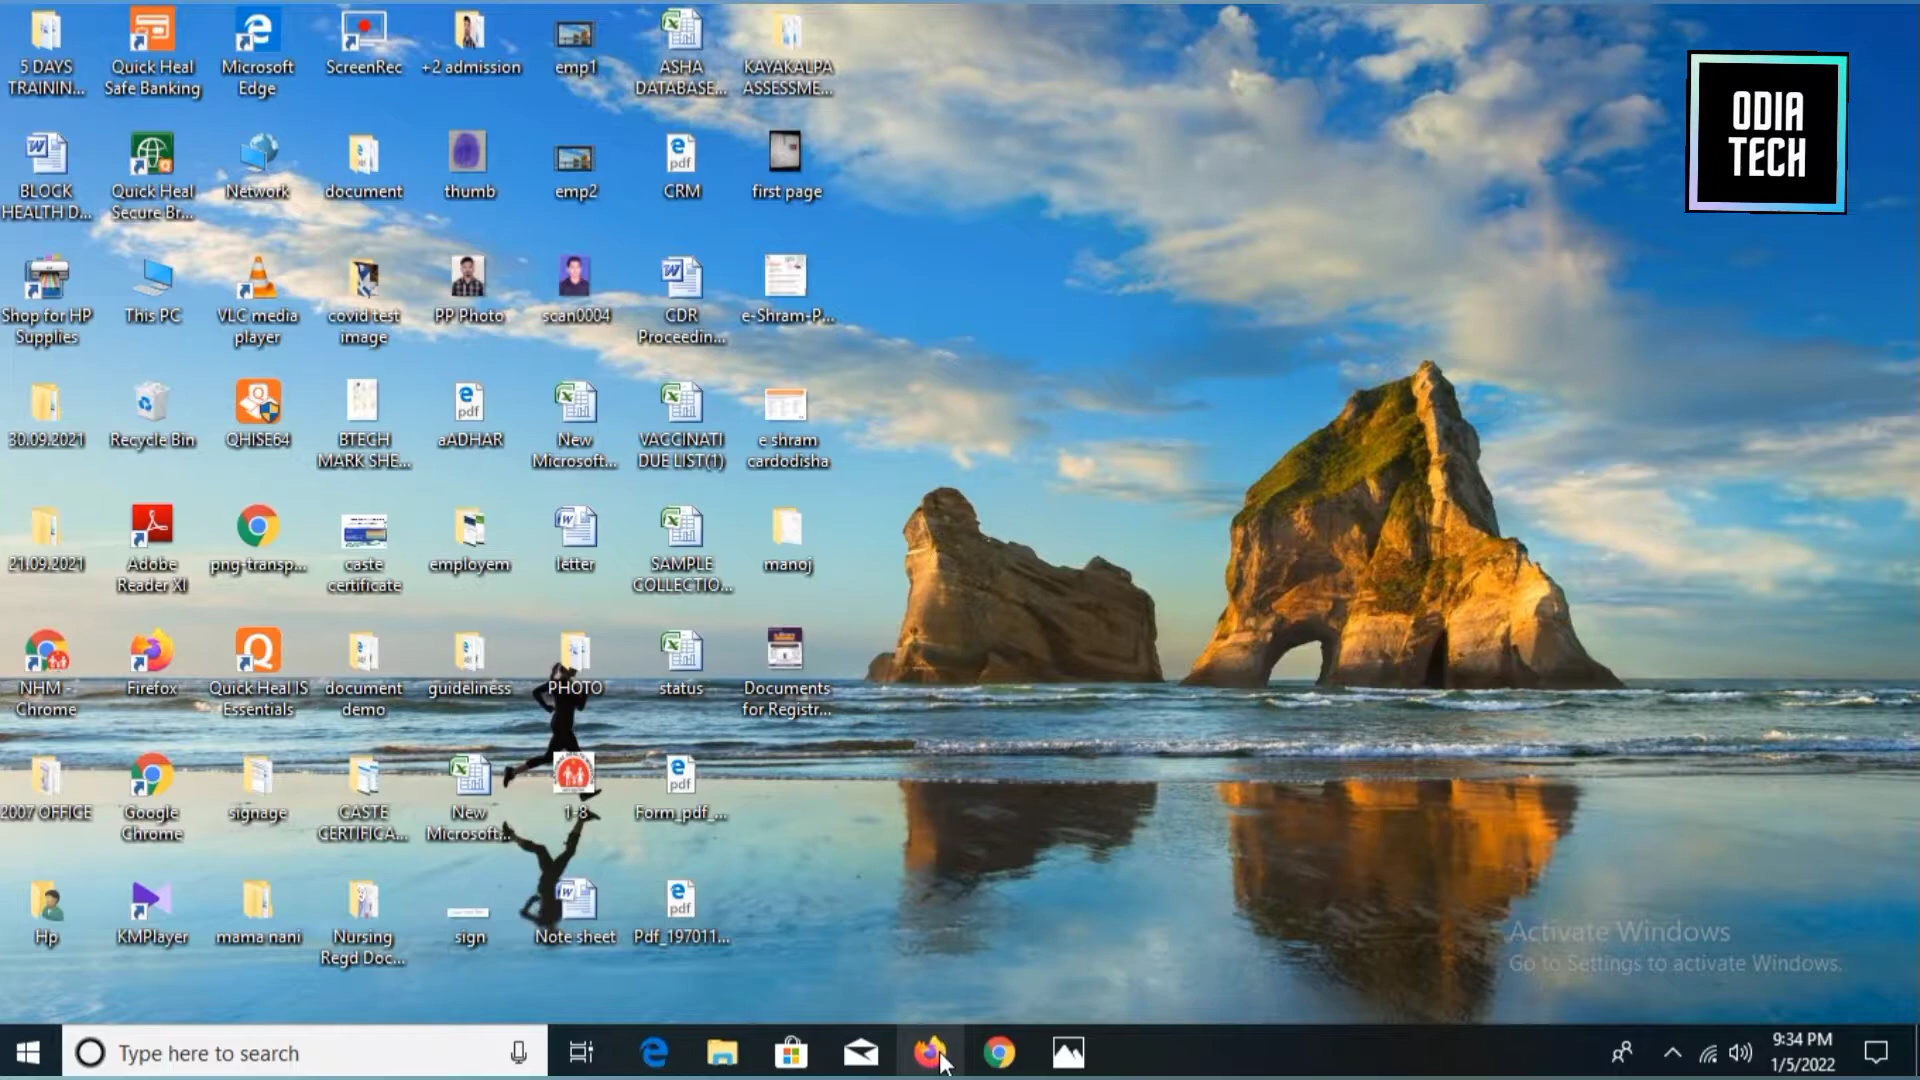 5 DAYS
TRAININ...
Quick Heal
Safe Banking
Microsoft
Edge
ScreenRec
+2 admission
emp1
ASHA
DATABASE...
KAYAKALPA
ASSESSME...
ODIA
TECH
BLOCK
HEALTH D...
Quick Heal
Secure Br...
Network
document
thumb
emp2
pdf
CRM
first page
Shop for HP
Supplies
This PC
VLC media
player
covid test
image
PP Photo
scan0004
CDR
Proceedin...
e-Shram-P...
30.09.2021
Recycle Bin
QHISE64
BTECH
MARK SHE...
pdf
aADHAR
New
Microsoft...
VACCINATI
DUE LIST(1)
e shram
cardodisha
21.09.2021
Adobe
Reader XI
png-transp...
caste
certificate
employem
letter
SAMPLE
COLLECTIO...
manoj
NHM -
Chrome
Firefox
Quick Heal IS
Essentials
document
demo
guideliness
PHOTO
status
Documents
for Registr...
2007 OFFICE
Google
Chrome
signage
CASTE
CERTIFICA...
New
Microsoft...
1-8
pdf
Form_pdf_...
Hp
KMPlayer
mama nani
Nursing
Regd Doc...
sign
Note sheet
pdf
Pdf_197011...
Activate Windows
Go to Settings to activate Windows.
Type here to search
9:34 PM
1/5/2022